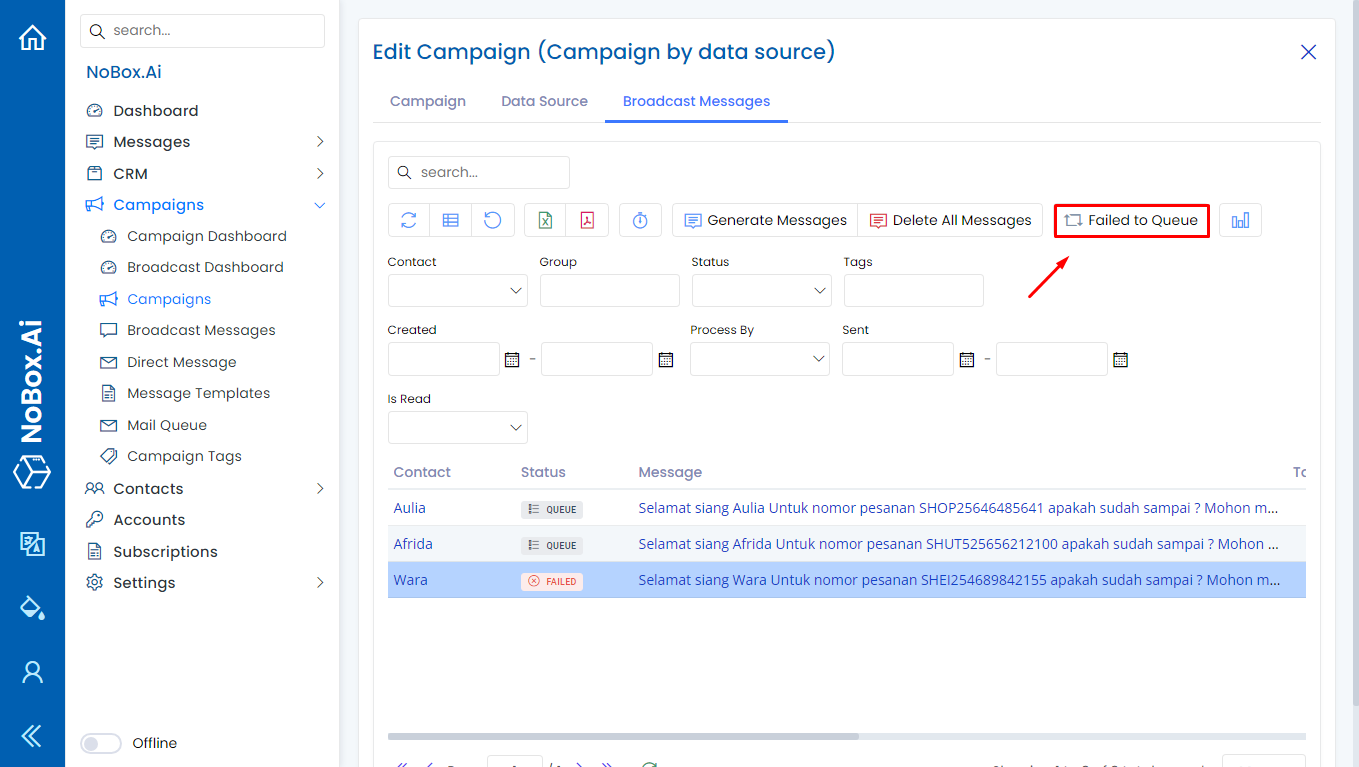 NoBox.Ai
search...
NoBox.Ai
Dashboard
Messages
CRM
Campaigns
Campaign Dashboard
Broadcast Dashboard
Campaigns
Broadcast Messages
Direct Message
Message Templates
Mail Queue
Campaign Tags
Contacts
Accounts
Subscriptions
Settings
Offline
Edit Campaign (Campaign by data source)
Campaign Data Source Broadcast Messages
search...
Generate Messages Delete All Messages Failed to Queue
Contact Group Status Tags
Created Process By Sent
-
-
Is Read
Contact Status Message
Aulia QUEUE Selamat siang Aulia Untuk nomor pesanan SHOP25646485641 apakah sudah sampai ? Mohon m...
Afrida QUEUE Selamat siang Afrida Untuk nomor pesanan SHUT525656212100 apakah sudah sampai ? Mohon ...
Wara FAILED Selamat siang Wara Untuk nomor pesanan SHEI254689842155 apakah sudah sampai ? Mohon m...